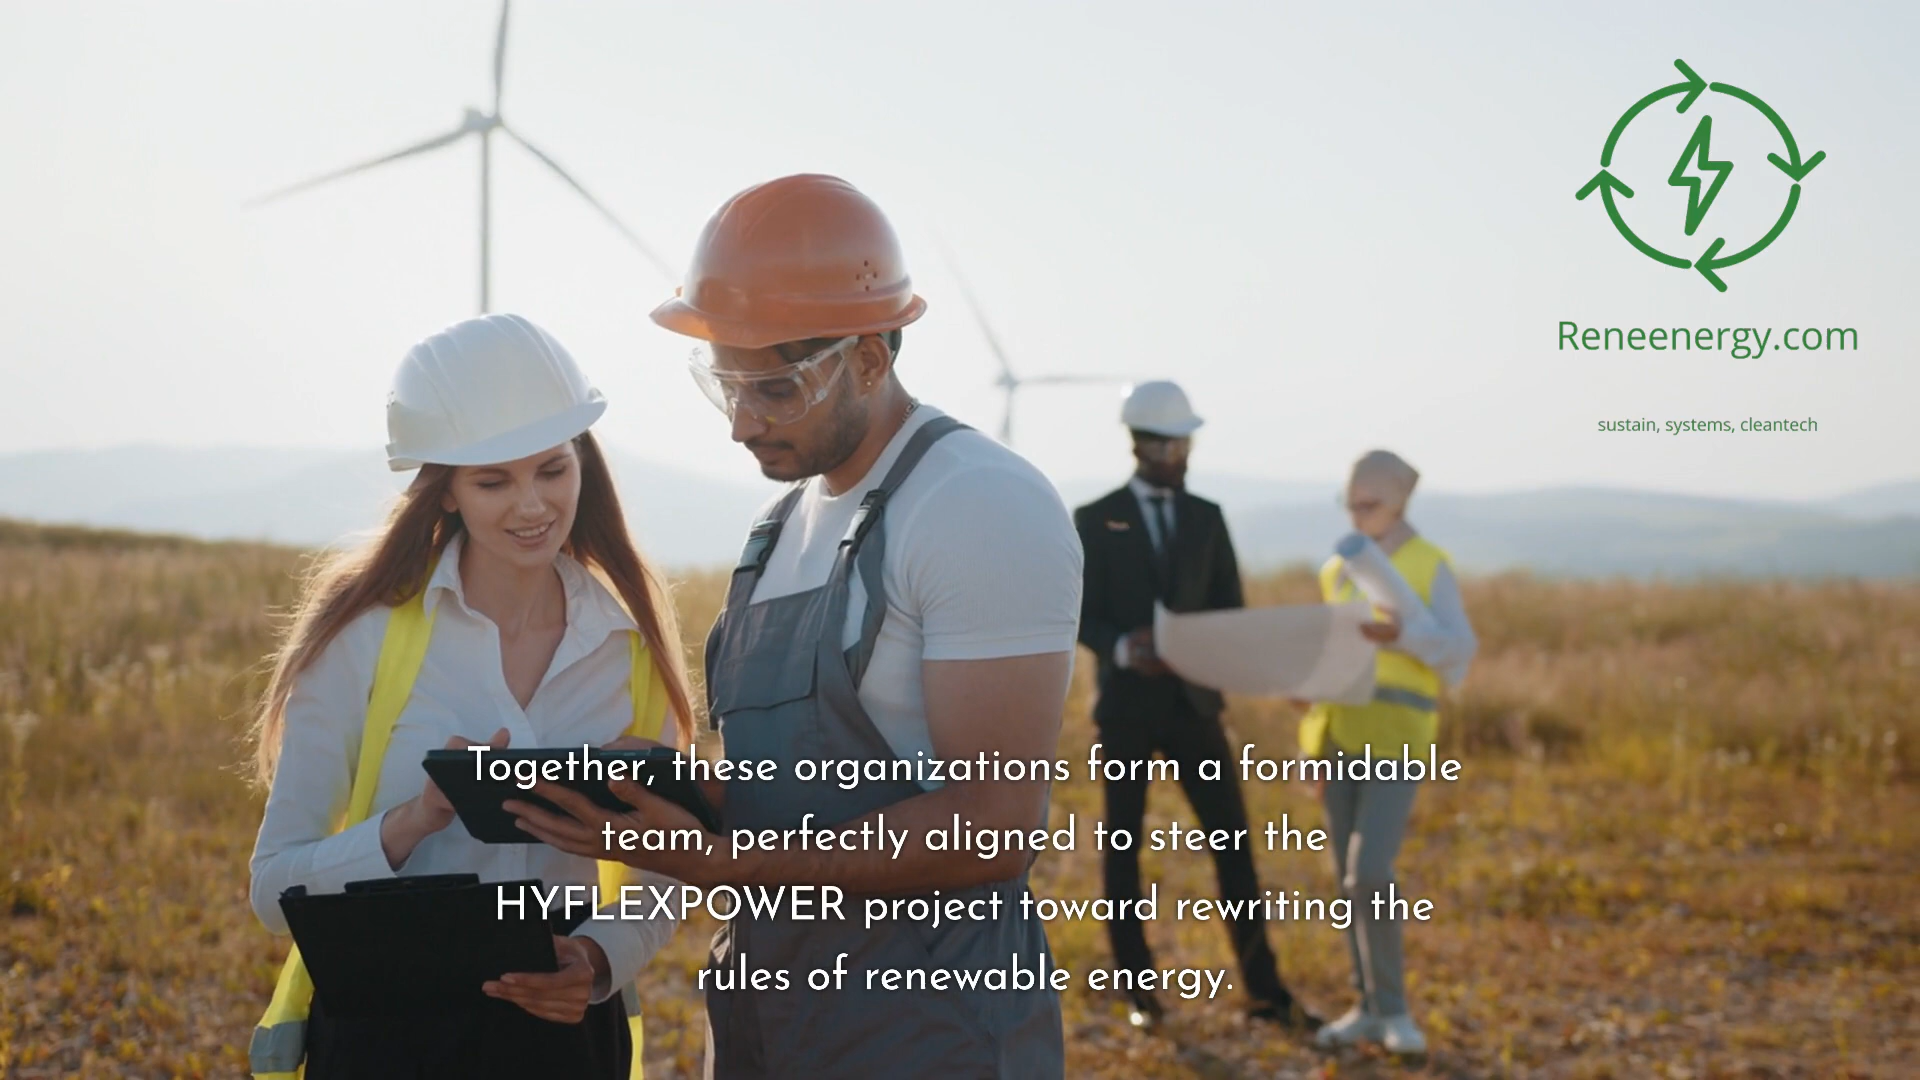 Reneenergy.com
sustain, systems, cleantech
Together, these organizations form a formidable
team, perfectly aligned to steer the
HYFLEXPOWER project toward rewriting the
rules of renewable energy.